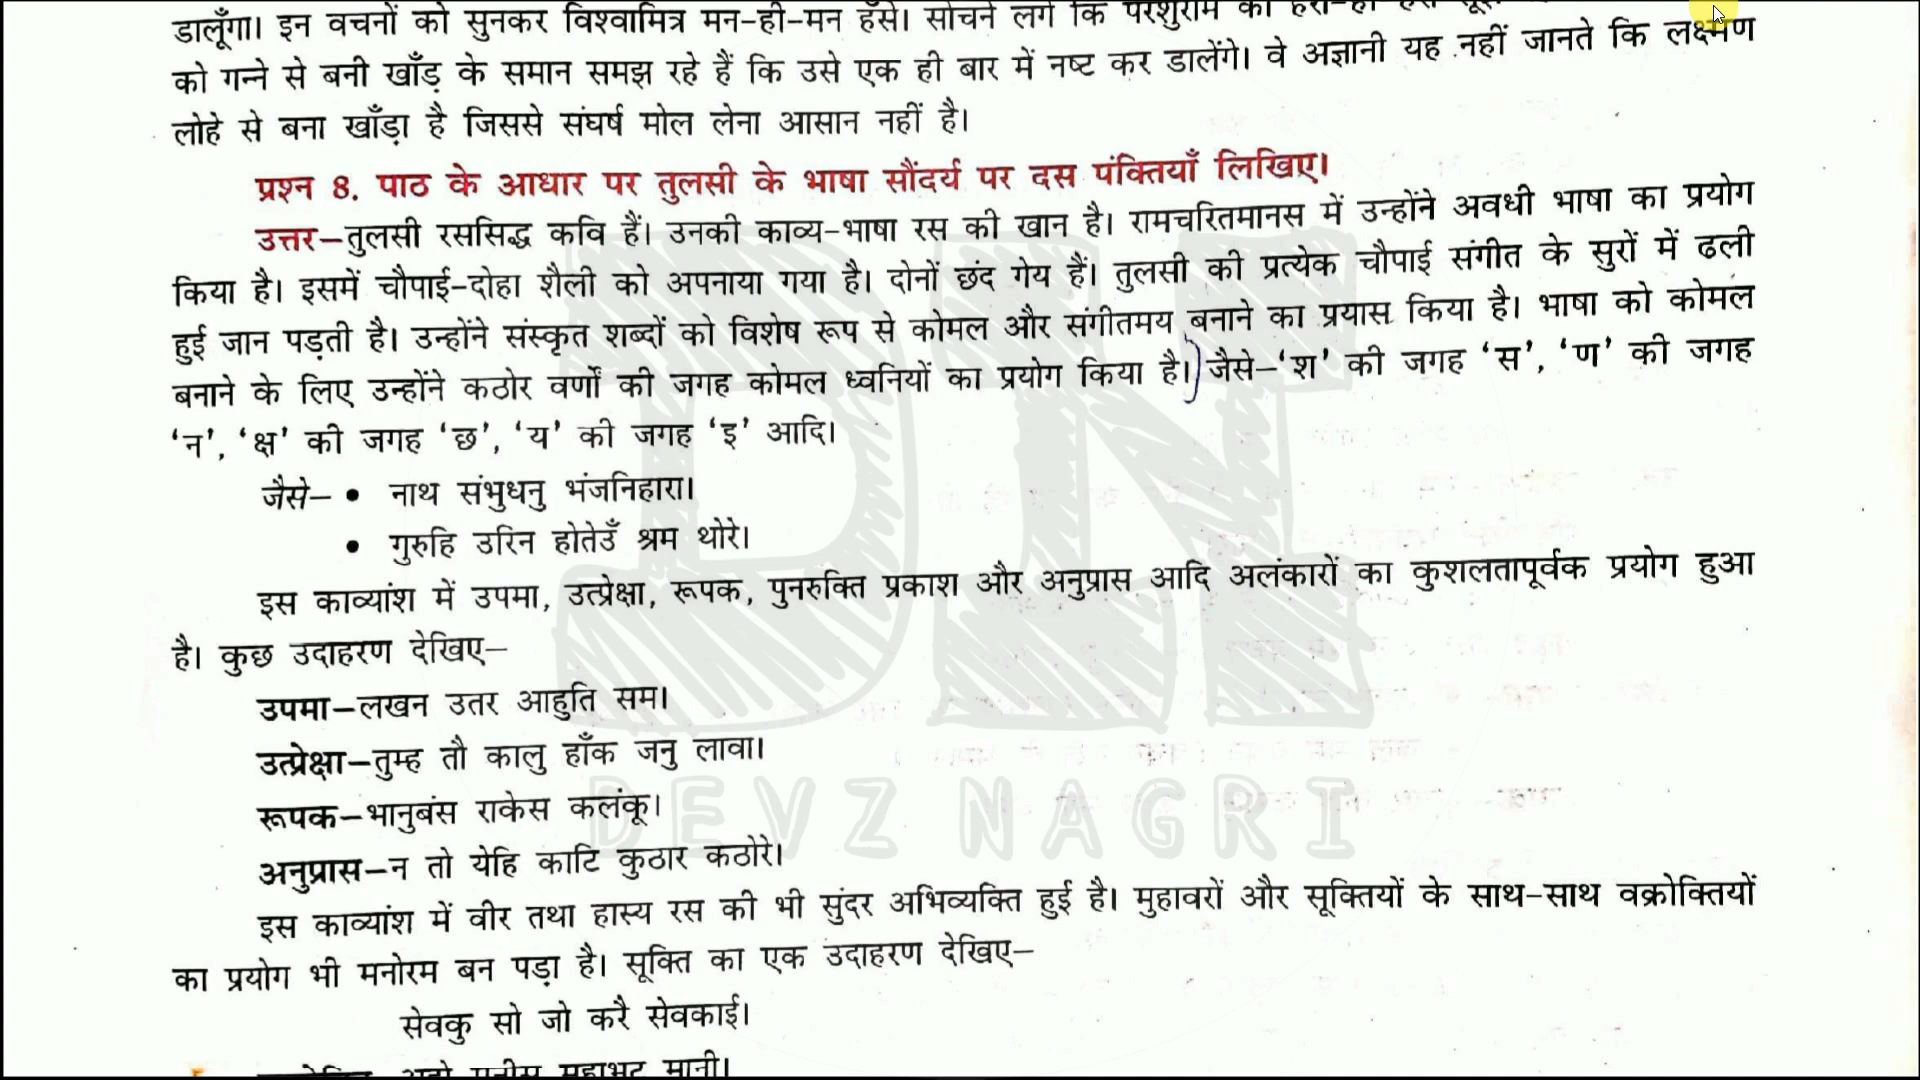 डालूँगा। इन वचनों को सुनकर विश्वामित्र मन-ही-मन हँसे। सोचने लगे कि परशुराम को
को गन्ने से बनी खाँड़ के समान समझ रहे हैं कि उसे एक ही बार में नष्ट कर डालेंगे। वे अज्ञानी यह नहीं जानते कि लक्ष्मण
लोहे से बना खाँड़ा है जिससे संघर्ष मोल लेना आसान नहीं है।
प्रश्न 8. पाठ के आधार पर तुलसी के भाषा सौंदर्य पर दस पंक्तियाँ लिखिए।
उत्तर–तुलसी रससिद्ध कवि हैं। उनकी काव्य-भाषा रस की खान है। रामचरितमानस में उन्होंने अवधी भाषा का प्रयोग
किया है। इसमें चौपाई-दोहा शैली को अपनाया गया है। दोनों छंद गेय हैं। तुलसी की प्रत्येक चौपाई संगीत के सुरों में ढली
हुई जान पड़ती है। उन्होंने संस्कृत शब्दों को विशेष रूप से कोमल और संगीतमय बनाने का प्रयास किया है। भाषा को कोमल
बनाने के लिए उन्होंने कठोर वर्णों की जगह कोमल ध्वनियों का प्रयोग किया है। जैसे–‘श’ की जगह ‘स’, ‘ण’ की जगह
‘न’, ‘क्ष’ की जगह ‘छ’, ‘य’ की जगह ‘इ’ आदि।
जैसे– • नाथ संभुधनु भंजनिहारा।
• गुरुहि उरिन होतेउँ श्रम थोरे।
इस काव्यांश में उपमा, उत्प्रेक्षा, रूपक, पुनरुक्ति प्रकाश और अनुप्रास आदि अलंकारों का कुशलतापूर्वक प्रयोग हुआ
है। कुछ उदाहरण देखिए–
उपमा–लखन उतर आहुति सम।
उत्प्रेक्षा–तुम्ह तौ कालु हाँक जनु लावा।
रूपक–भानुबंस राकेस कलंकू।
अनुप्रास–न तो येहि काटि कुठार कठोरे।
इस काव्यांश में वीर तथा हास्य रस की भी सुंदर अभिव्यक्ति हुई है। मुहावरों और सूक्तियों के साथ-साथ वक्रोक्तियों
का प्रयोग भी मनोरम बन पड़ा है। सूक्ति का एक उदाहरण देखिए–
सेवकु सो जो करै सेवकाई।
महाभट मानी।
DN
DEVZ NAGRI